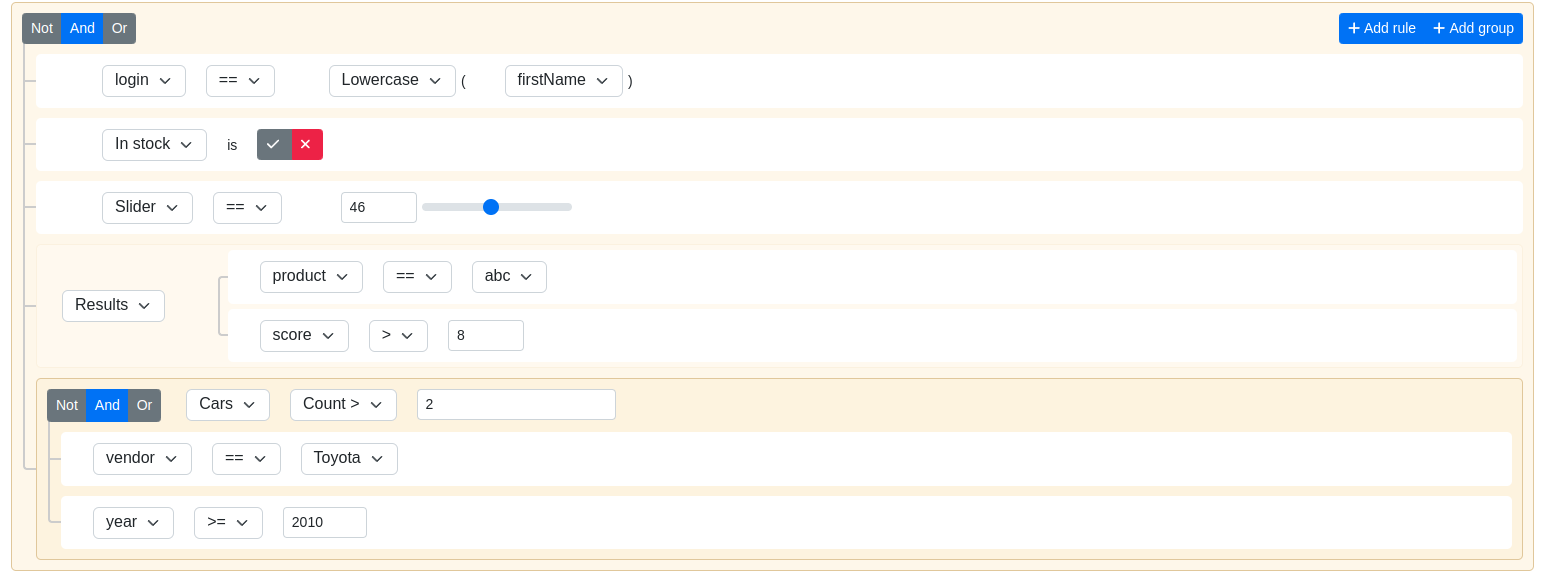 Not And Or Add rule Add group
login == Lowercase ( firstName )
In stock is
Slider == 46
product == abc
Results
score > 8
Not And Or Cars Count > 2
vendor == Toyota
year >= 2010